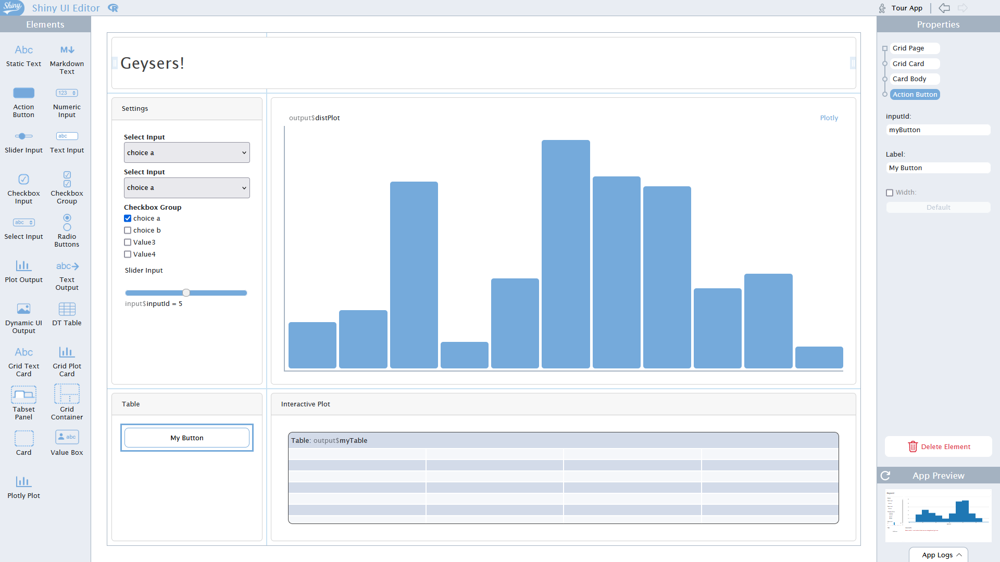 Shiny
Shiny UI Editor
Tour App
Elements
Properties
Abc
Static Text
M
Markdown
Text
Action
Button
123
Numeric
Input
Slider Input
abc
Text Input
Checkbox
Input
Checkbox
Group
abc
Select Input
Radio
Buttons
Plot Output
abc
Text
Output
Dynamic UI
Output
DT Table
Abc
Grid Text
Card
Grid Plot
Card
Tabset
Panel
Grid
Container
Card
abc
Value Box
Plotly Plot
Geysers!
Settings
Select Input
choice a
Select Input
choice a
Checkbox Group
choice a
choice b
Value3
Value4
Slider Input
input$inputId = 5
output$distPlot
Plotly
Table
My Button
Interactive Plot
Table: output$myTable
Grid Page
Grid Card
Card Body
Action Button
inputId:
myButton
Label:
My Button
Width:
Default
Delete Element
App Preview
App Logs